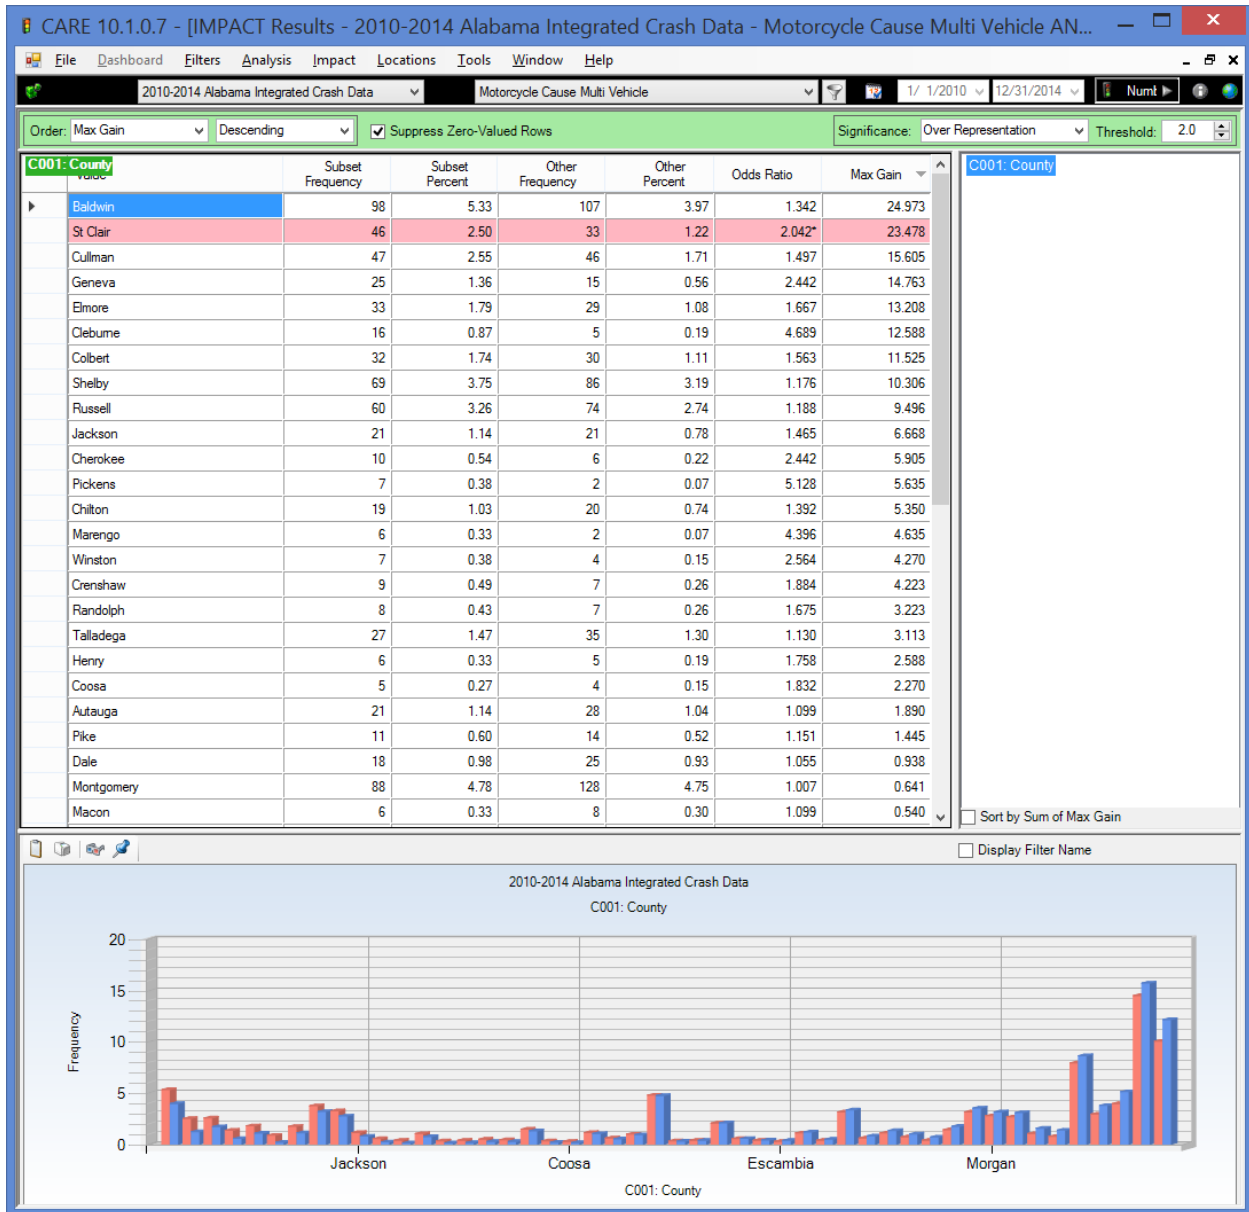 CARE 10.1.0.7 - [IMPACT Results - 2010-2014 Alabama Integrated Crash Data - Motorcycle Cause Multi Vehicle AN...
File Dashboard Filters Analysis Impact Locations Tools Window Help
2010-2014 Alabama Integrated Crash Data Motorcycle Cause Multi Vehicle 1/ 1/2010 12/31/2014 Numb
Order: Max Gain Descending Suppress Zero-Valued Rows Significance: Over Representation Threshold: 2.0
C001: County Subset Frequency Subset Percent Other Frequency Other Percent Odds Ratio Max Gain C001: County
Baldwin 98 5.33 107 3.97 1.342 24.973
St Clair 46 2.50 33 1.22 2.042* 23.478
Cullman 47 2.55 46 1.71 1.497 15.605
Geneva 25 1.36 15 0.56 2.442 14.763
Elmore 33 1.79 29 1.08 1.667 13.208
Cleburne 16 0.87 5 0.19 4.689 12.588
Colbert 32 1.74 30 1.11 1.563 11.525
Shelby 69 3.75 86 3.19 1.176 10.306
Russell 60 3.26 74 2.74 1.188 9.496
Jackson 21 1.14 21 0.78 1.465 6.668
Cherokee 10 0.54 6 0.22 2.442 5.905
Pickens 7 0.38 2 0.07 5.128 5.635
Chilton 19 1.03 20 0.74 1.392 5.350
Marengo 6 0.33 2 0.07 4.396 4.635
Winston 7 0.38 4 0.15 2.564 4.270
Crenshaw 9 0.49 7 0.26 1.884 4.223
Randolph 8 0.43 7 0.26 1.675 3.223
Talladega 27 1.47 35 1.30 1.130 3.113
Henry 6 0.33 5 0.19 1.758 2.588
Coosa 5 0.27 4 0.15 1.832 2.270
Autauga 21 1.14 28 1.04 1.099 1.890
Pike 11 0.60 14 0.52 1.151 1.445
Dale 18 0.98 25 0.93 1.055 0.938
Montgomery 88 4.78 128 4.75 1.007 0.641
Macon 6 0.33 8 0.30 1.099 0.540
Sort by Sum of Max Gain
Display Filter Name
2010-2014 Alabama Integrated Crash Data
C001: County
20
15
10
5
0
Frequency
Jackson Coosa Escambia Morgan
C001: County